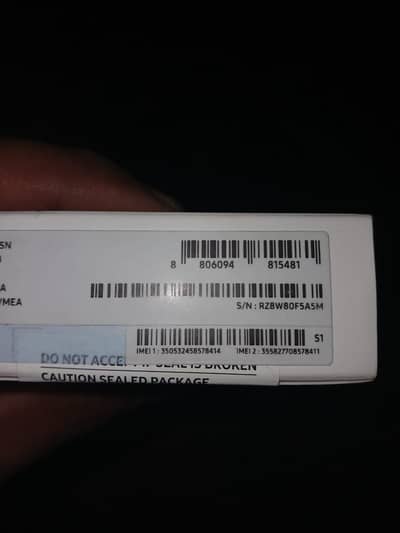 SN
8 806094 815481
A
/MEA
S/N : RZ8W80F5A5M
S1
IMEI 1 : 350532458578414 IMEI 2 : 355827708578411
DO NOT ACCEPT IF SEAL IS BROKEN
CAUTION SEALED PACKAGE